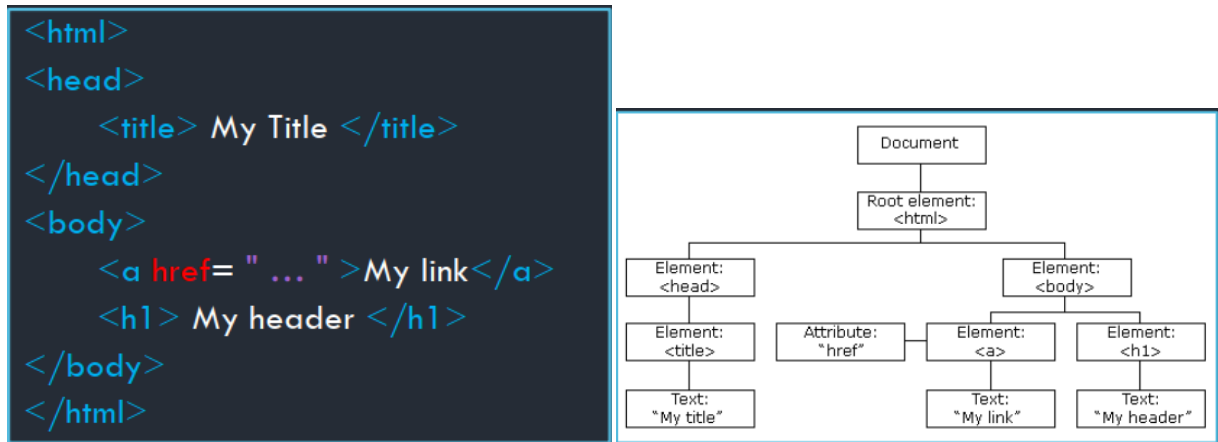 <html>
<head>
<title> My Title </title>
</head>
<body>
<a href= " ... " >My link</a>
<h1> My header </h1>
</body>
</html>
Document
Root element:
<html>
Element:
<head>
Element:
<body>
Element:
<title>
Attribute:
“href”
Element:
<a>
Element:
<h1>
Text:
“My title”
Text:
“My link”
Text:
“My header”